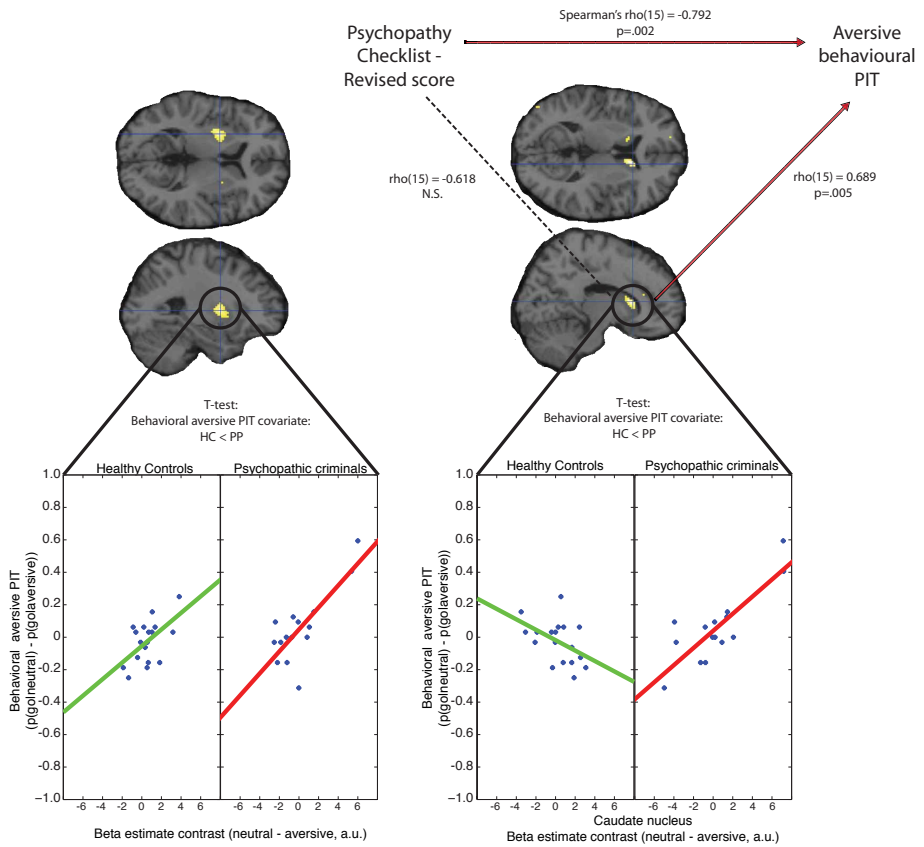 Spearman's rho(15) = -0.792
p=.002
Psychopathy
Checklist -
Revised score
Aversive
behavioural
PIT
rho(15) = -0.618
N.S.
rho(15) = 0.689
p=.005
T-test:
Behavioral aversive PIT covariate:
HC < PP
T-test:
Behavioral aversive PIT covariate:
HC < PP
Healthy Controls Psychopathic criminals
1.0
0.8
0.6
0.4
0.2
0
-0.2
-0.4
-0.6
-0.8
-1.0
Behavioral aversive PIT
(p(go|neutral) - p(go|aversive))
-6 -4 -2 0 2 4 6 -6 -4 -2 0 2 4 6
Beta estimate contrast (neutral - aversive, a.u.)
Healthy Controls Psychopathic criminals
1.0
0.8
0.6
0.4
0.2
0
-0.2
-0.4
-0.6
-0.8
-1.0
Behavioral aversive PIT
(p(go|neutral) - p(go|aversive))
-6 -4 -2 0 2 4 6 -6 -4 -2 0 2 4 6
Caudate nucleus
Beta estimate contrast (neutral - aversive, a.u.)